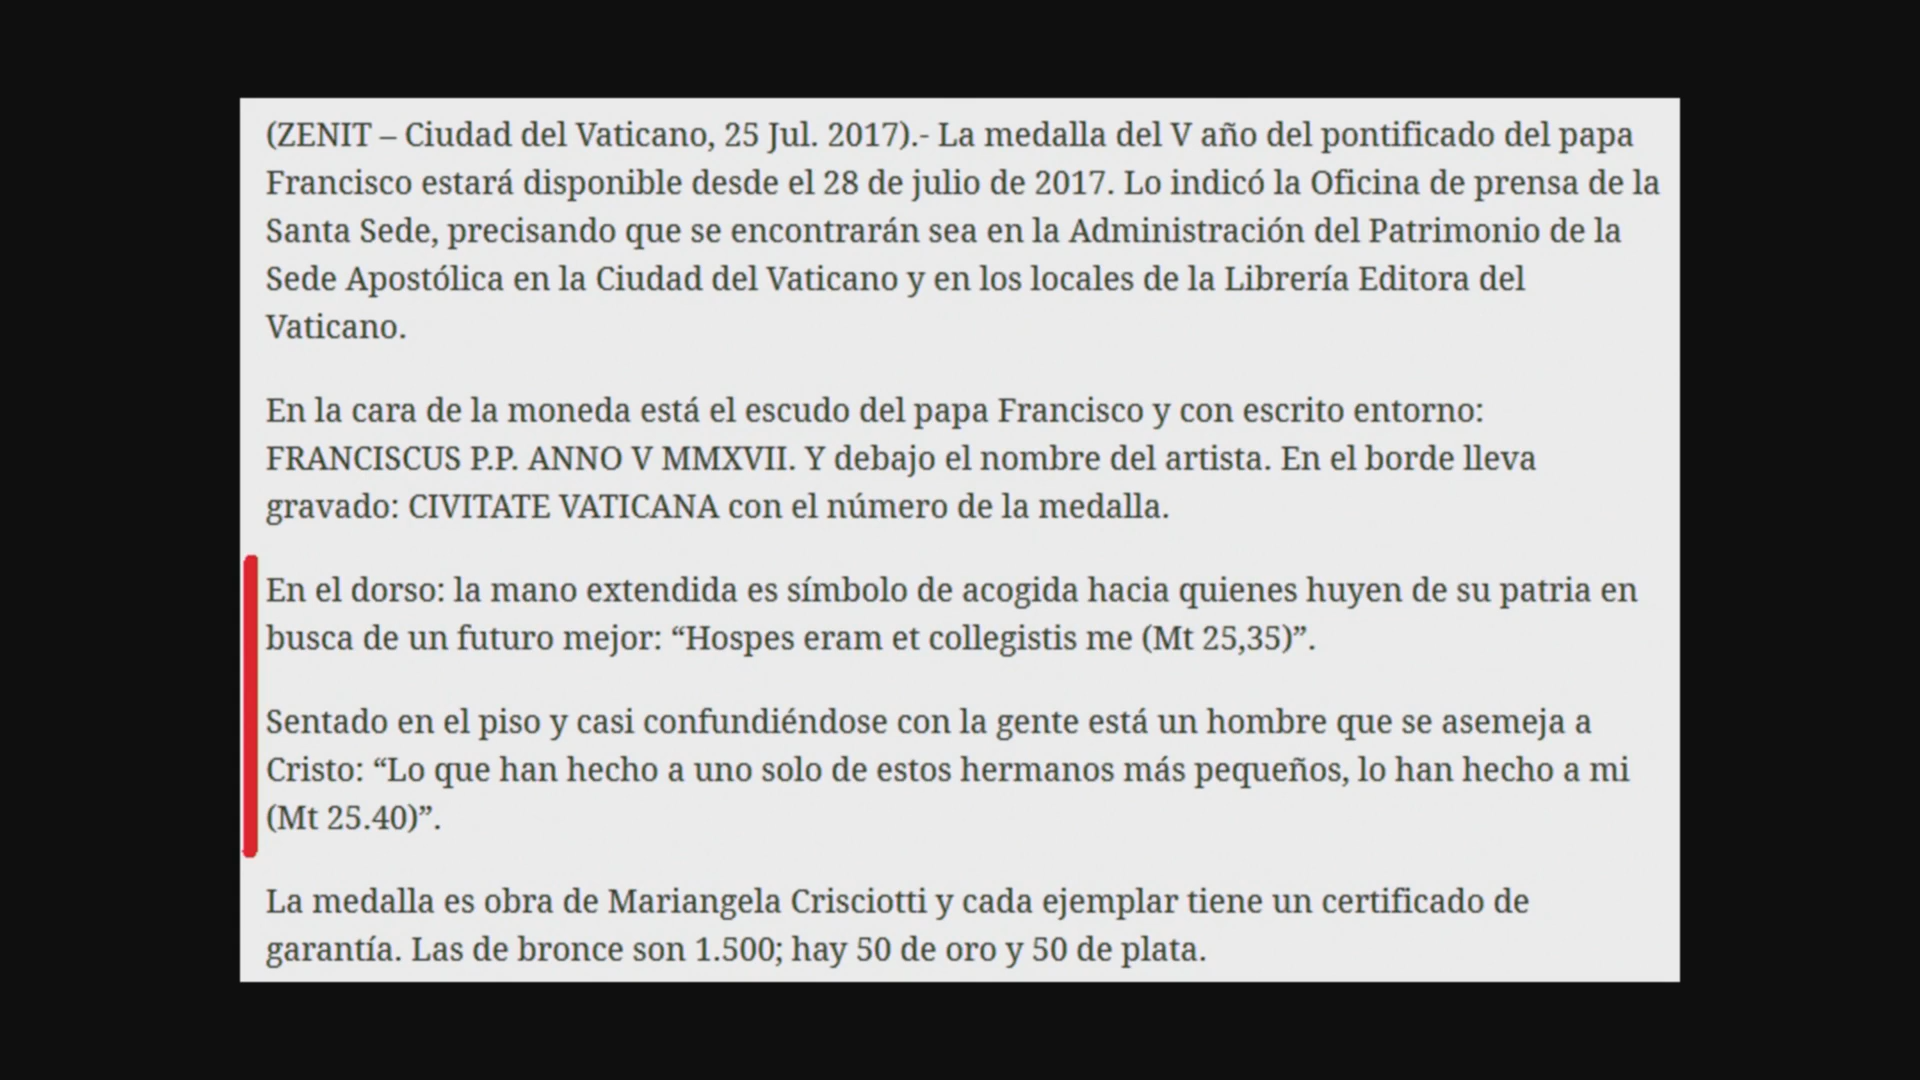 (ZENIT – Ciudad del Vaticano, 25 Jul. 2017).- La medalla del V año del pontificado del papa
Francisco estará disponible desde el 28 de julio de 2017. Lo indicó la Oficina de prensa de la
Santa Sede, precisando que se encontrarán sea en la Administración del Patrimonio de la
Sede Apostólica en la Ciudad del Vaticano y en los locales de la Librería Editora del
Vaticano.
En la cara de la moneda está el escudo del papa Francisco y con escrito entorno:
FRANCISCUS P.P. ANNO V MMXVII. Y debajo el nombre del artista. En el borde lleva
gravado: CIVITATE VATICANA con el número de la medalla.
En el dorso: la mano extendida es símbolo de acogida hacia quienes huyen de su patria en
busca de un futuro mejor: “Hospes eram et collegistis me (Mt 25,35)”.
Sentado en el piso y casi confundiéndose con la gente está un hombre que se asemeja a
Cristo: “Lo que han hecho a uno solo de estos hermanos más pequeños, lo han hecho a mi
(Mt 25.40)”.
La medalla es obra de Mariangela Crisciotti y cada ejemplar tiene un certificado de
garantía. Las de bronce son 1.500; hay 50 de oro y 50 de plata.